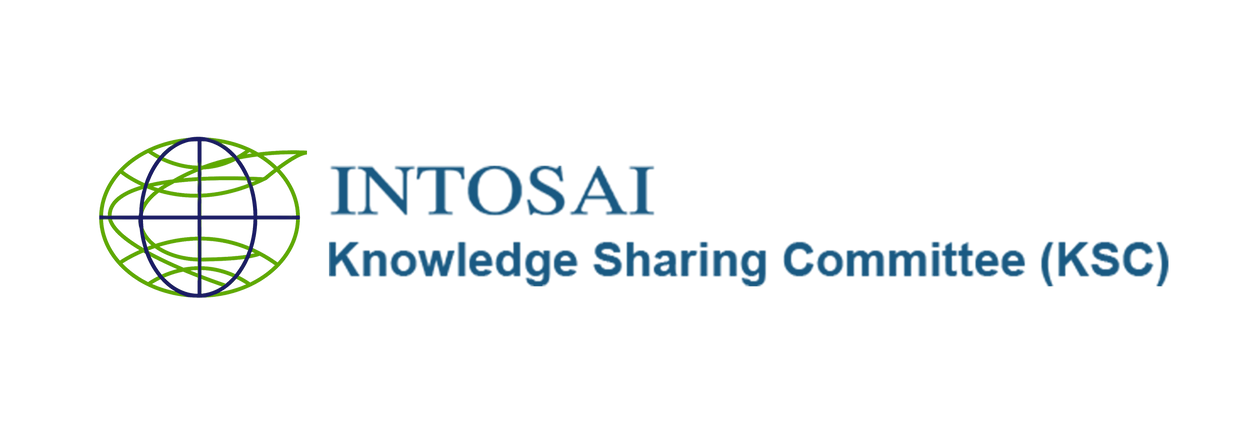 INTOSAI
Knowledge Sharing Committee (KSC)